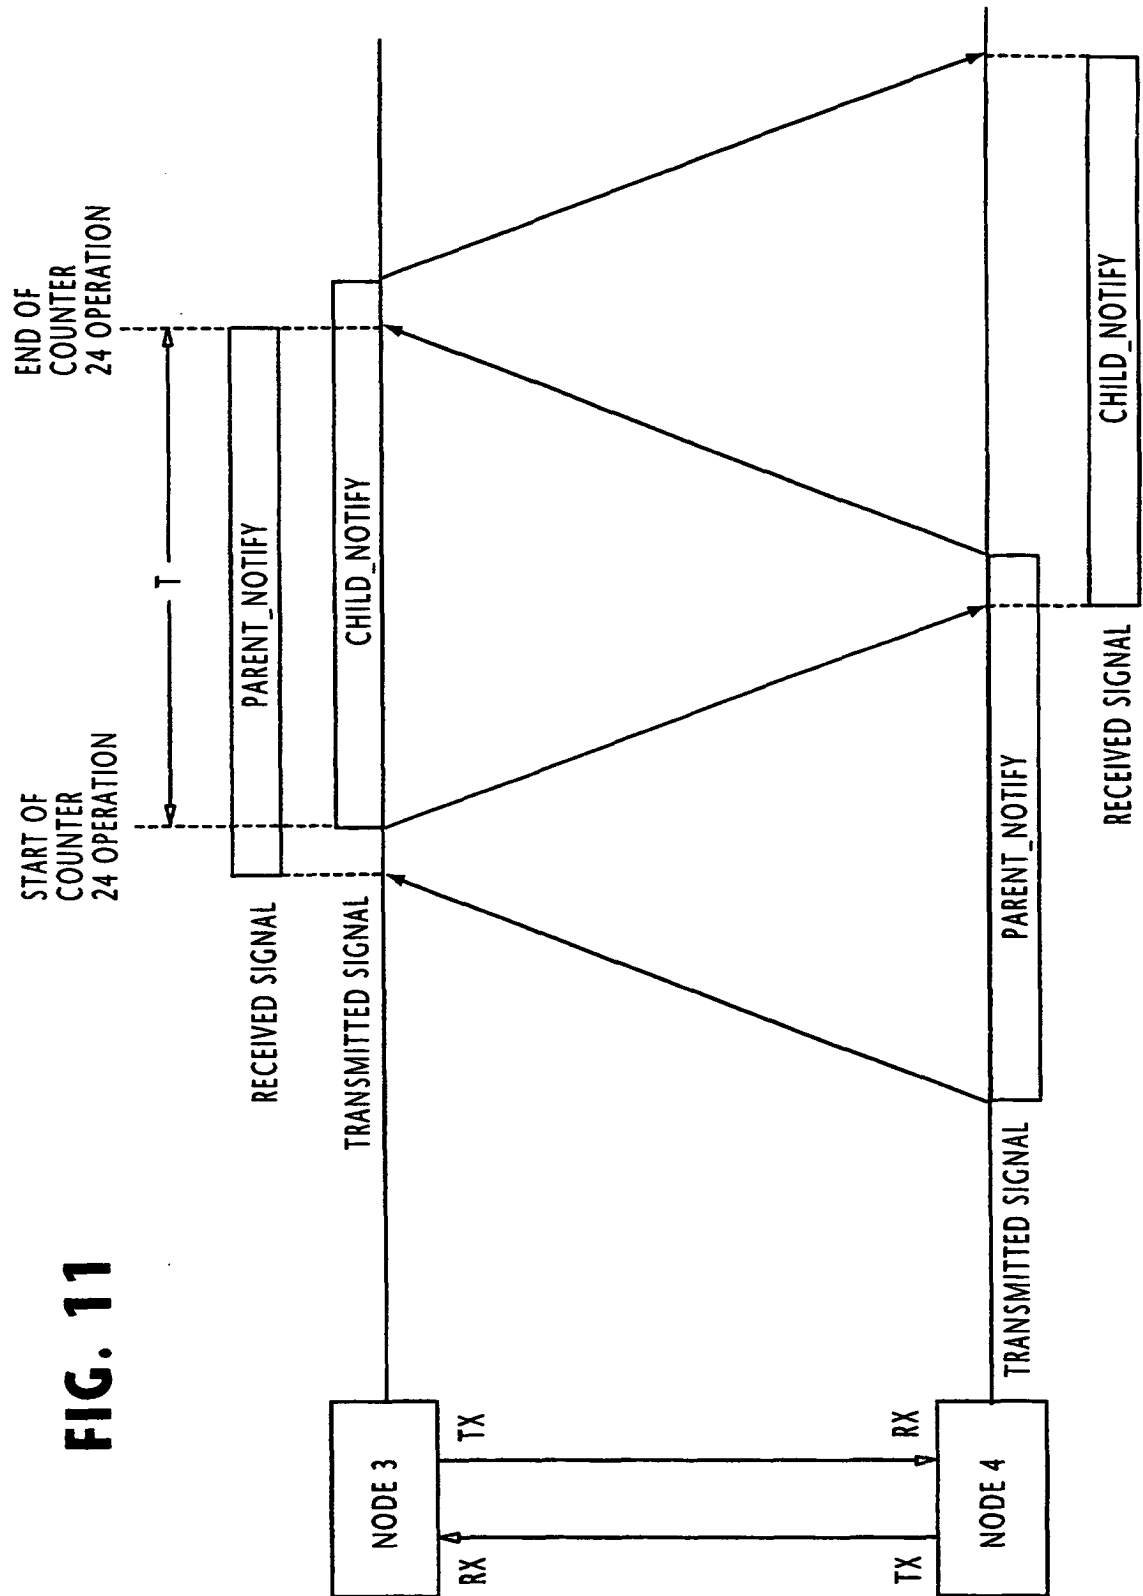 FIG. 11
START OF
COUNTER
24 OPERATION
END OF
COUNTER
24 OPERATION
T
RECEIVED SIGNAL
PARENT_NOTIFY
TRANSMITTED SIGNAL
CHILD_NOTIFY
NODE 3
RX
TX
TX
RX
NODE 4
TRANSMITTED SIGNAL
PARENT_NOTIFY
RECEIVED SIGNAL
CHILD_NOTIFY